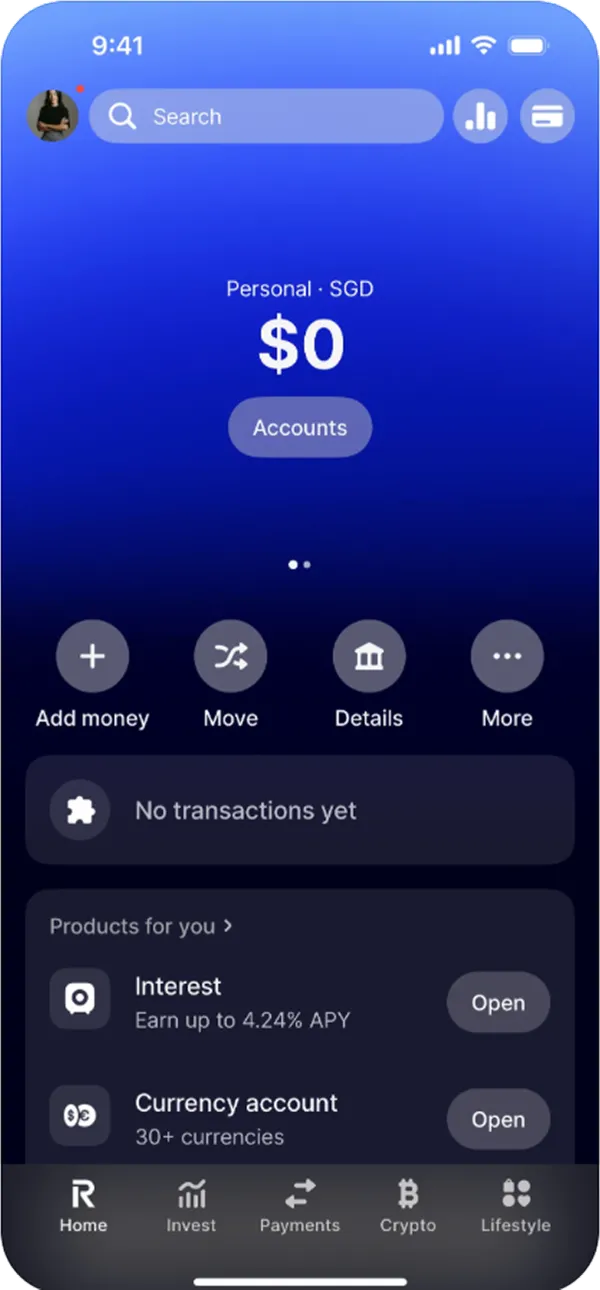 9:41
Search
Personal · SGD
$0
Accounts
Add money
Move
Details
More
No transactions yet
Products for you >
Interest
Earn up to 4.24% APY
Open
Currency account
30+ currencies
Open
Home
Invest
Payments
Crypto
Lifestyle